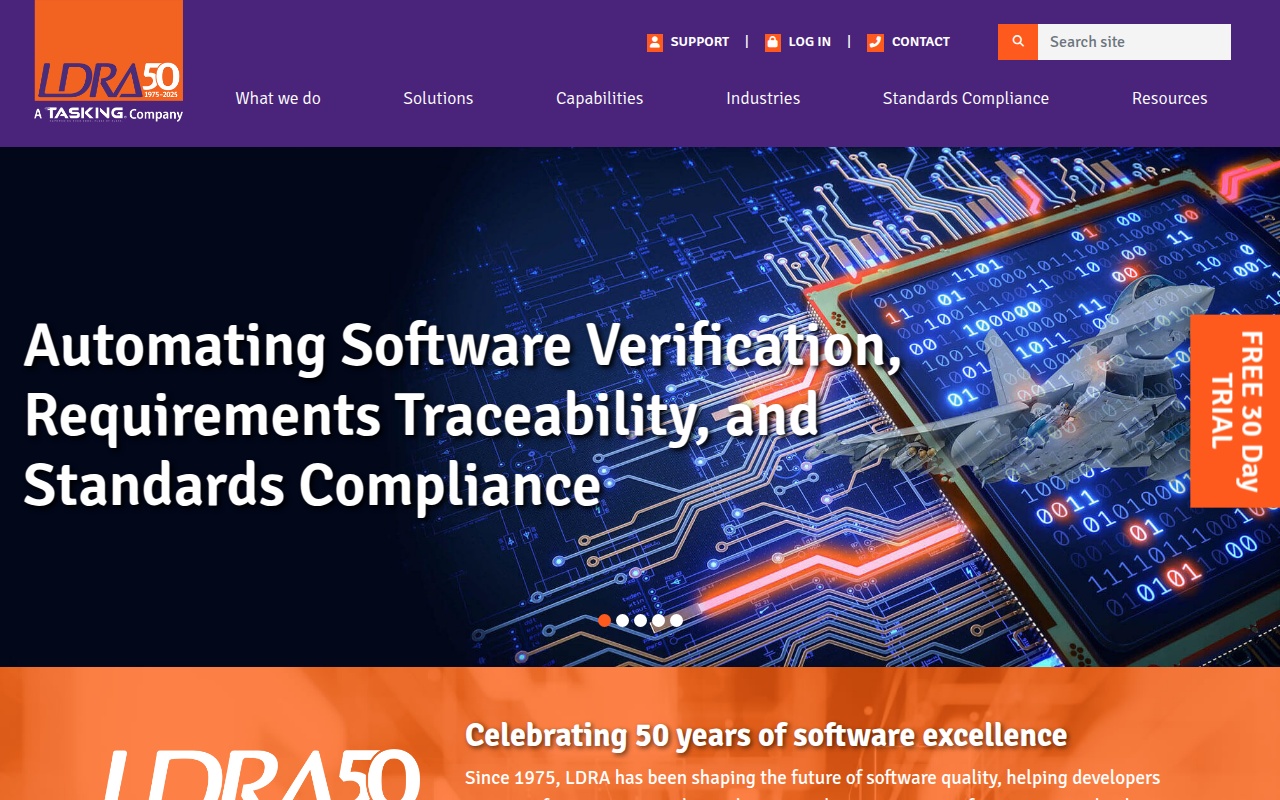 SUPPORT | LOG IN | CONTACT
Search site
LDRA50
1975-2025
A TASKING Company
What we do
Solutions
Capabilities
Industries
Standards Compliance
Resources
Automating Software Verification,
Requirements Traceability, and
Standards Compliance
FREE 30 Day
TRIAL
LDRA50
Celebrating 50 years of software excellence
Since 1975, LDRA has been shaping the future of software quality, helping developers